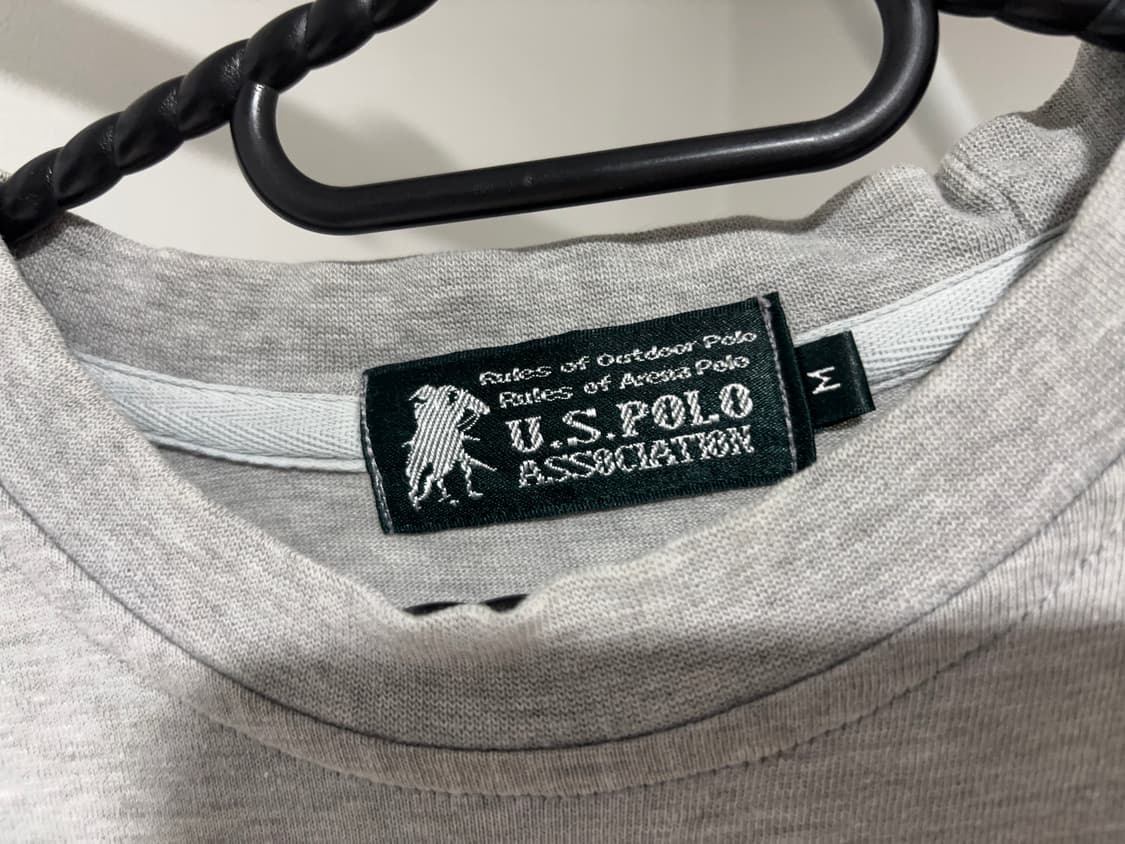 Rules of Outdoor Polo
Rules of Arena Polo
U.S.POLO
ASSOCIATION
M